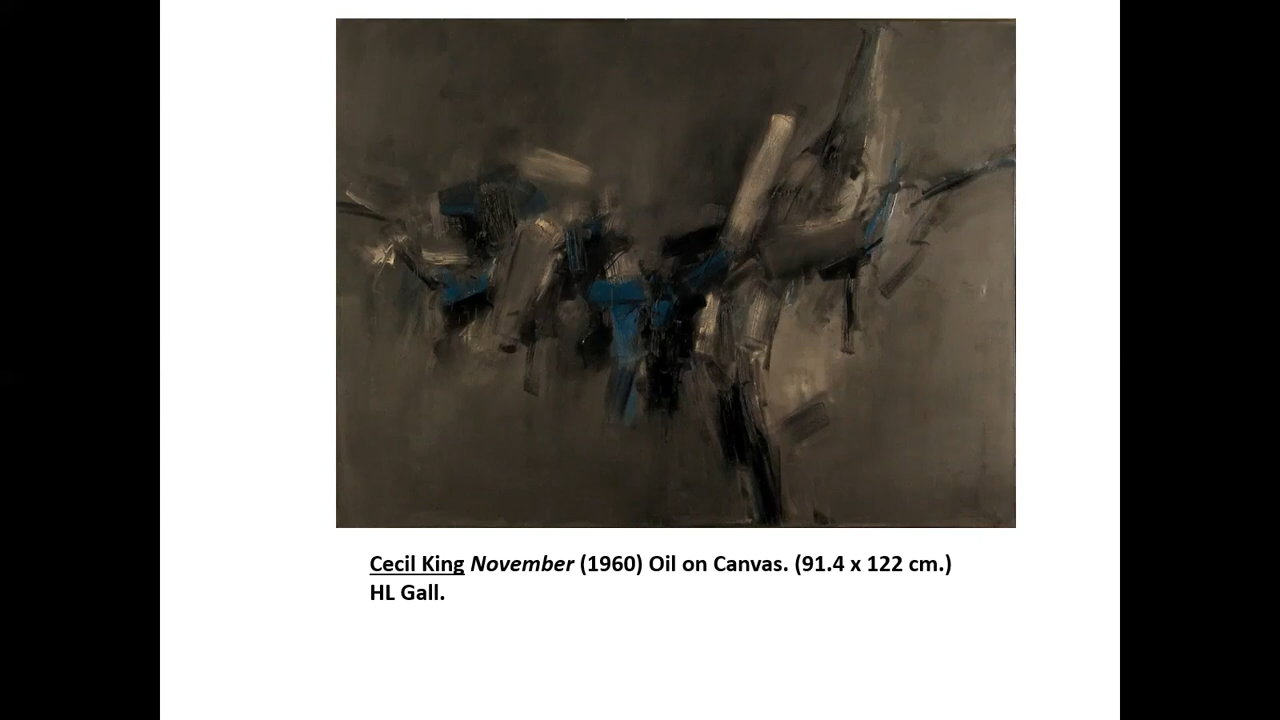 Cecil King November (1960) Oil on Canvas. (91.4 x 122 cm.)
HL Gall.